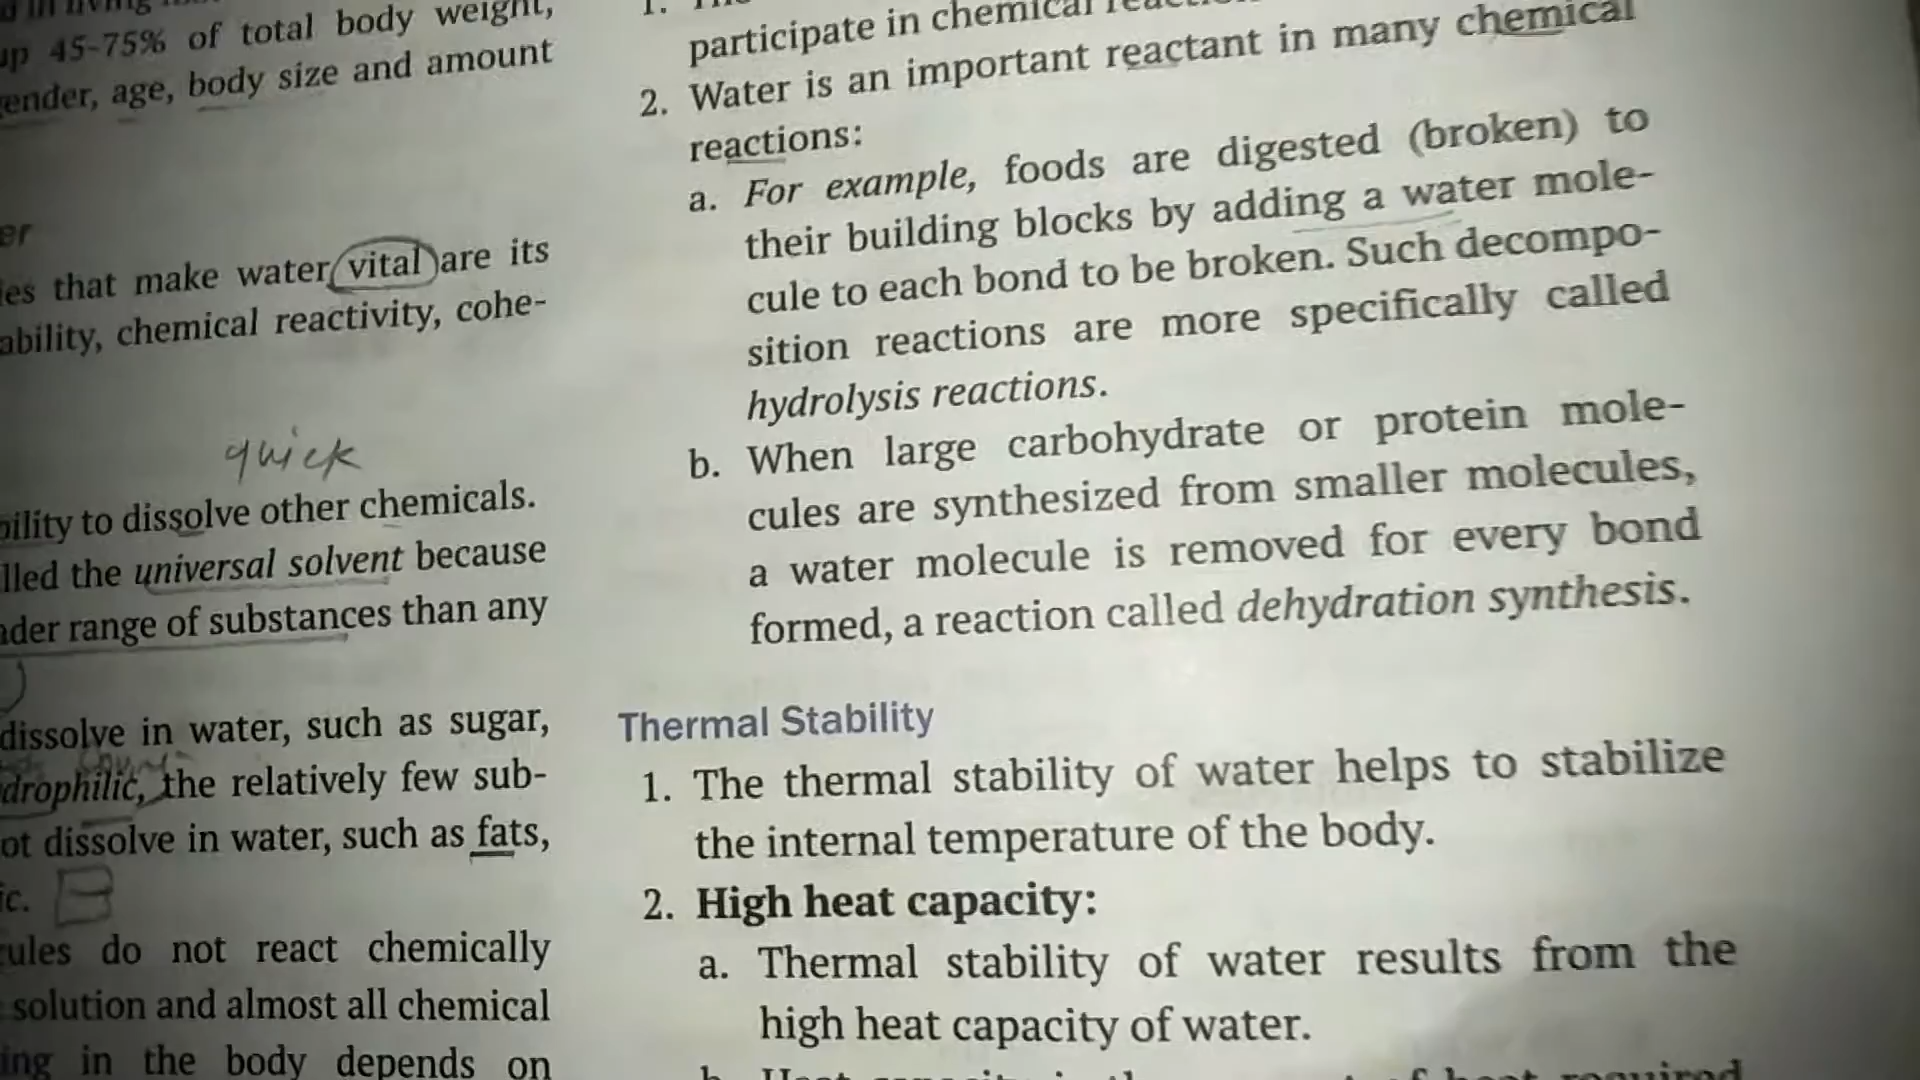 up 45-75% of total body weight,
gender, age, body size and amount
er
ies that make water vital are its
ability, chemical reactivity, cohe-
quick
bility to dissolve other chemicals.
lled the universal solvent because
ader range of substances than any
dissolve in water, such as sugar,
drophilic, the relatively few sub-
ot dissolve in water, such as fats,
ic.
cules do not react chemically
solution and almost all chemical
ing in the body depends on
1.
participate in chemical
2. Water is an important reactant in many chemical
reactions:
a. For example, foods are digested (broken) to
their building blocks by adding a water mole-
cule to each bond to be broken. Such decompo-
sition reactions are more specifically called
hydrolysis reactions.
b. When large carbohydrate or protein mole-
cules are synthesized from smaller molecules,
a water molecule is removed for every bond
formed, a reaction called dehydration synthesis.
Thermal Stability
1. The thermal stability of water helps to stabilize
the internal temperature of the body.
2. High heat capacity:
a. Thermal stability of water results from the
high heat capacity of water.